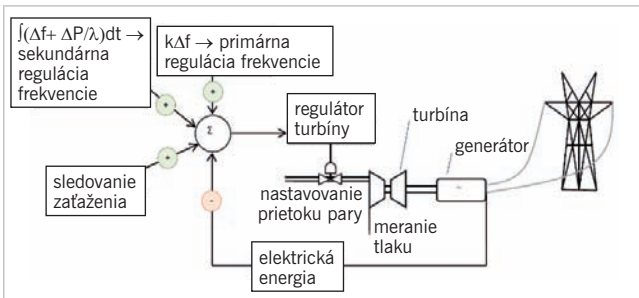 ∫(Δf+ ΔP/λ)dt →
sekundárna
regulácia
frekvencie
kΔf → primárna
regulácia frekvencie
+
+
Σ
regulátor
turbíny
turbína
generátor
+
sledovanie
zaťaženia
-
nastavovanie
prietoku pary
meranie
tlaku
~
elektrická
energia